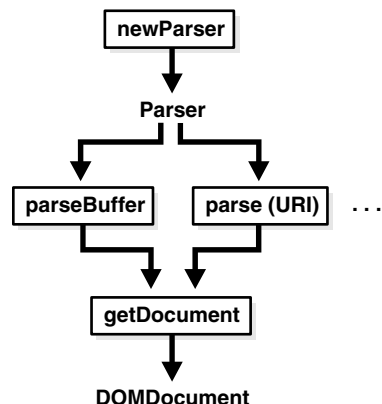 newParser
Parser
parseBuffer parse (URI) . . .
getDocument
DOMDocument